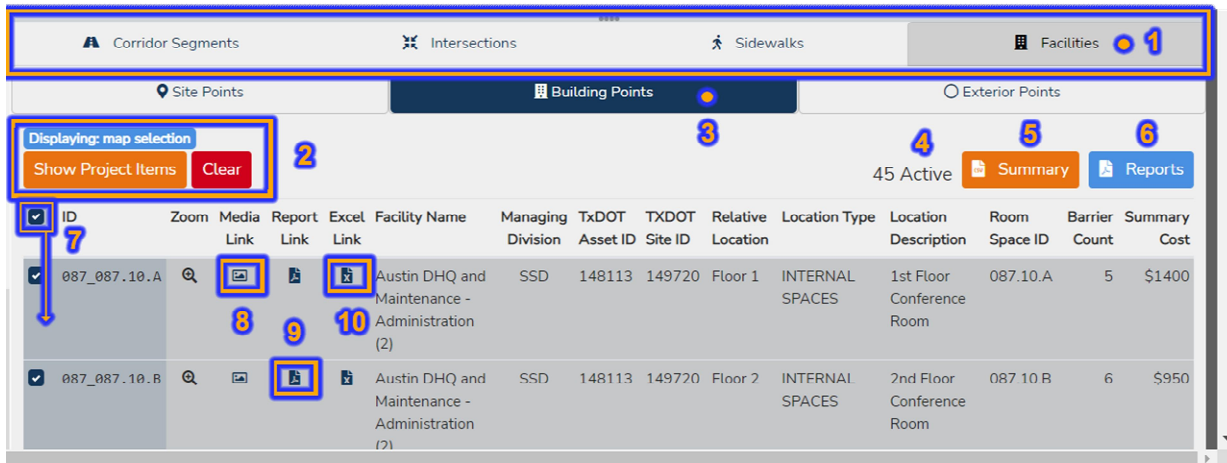 Corridor Segments Intersections Sidewalks Facilities 1
Site Points Building Points Exterior Points
3
Displaying: map selection
Show Project Items Clear
2
4 5 6
45 Active Summary Reports
ID Zoom Media Link Report Link Excel Link Facility Name Managing Division TxDOT Asset ID TXDOT Site ID Relative Location Location Type Location Description Room Space ID Barrier Count Summary Cost
7
087_087.10.A Austin DHQ and Maintenance - Administration (2) SSD 148113 149720 Floor 1 INTERNAL SPACES 1st Floor Conference Room 087.10.A 5 $1400
8 9 10
087_087.10.B Austin DHQ and Maintenance - Administration (2) SSD 148113 149720 Floor 2 INTERNAL SPACES 2nd Floor Conference Room 087.10.B 6 $950